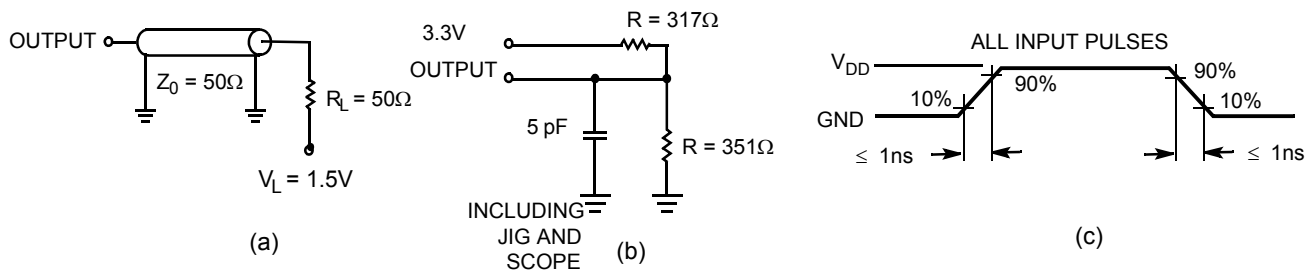 OUTPUT
Z0 = 50Ω
RL = 50Ω
VL = 1.5V
(a)
R = 317Ω
3.3V
OUTPUT
5 pF
R = 351Ω
INCLUDING
JIG AND
SCOPE
(b)
ALL INPUT PULSES
VDD
90%
90%
10%
10%
GND
≤ 1ns
≤ 1ns
(c)